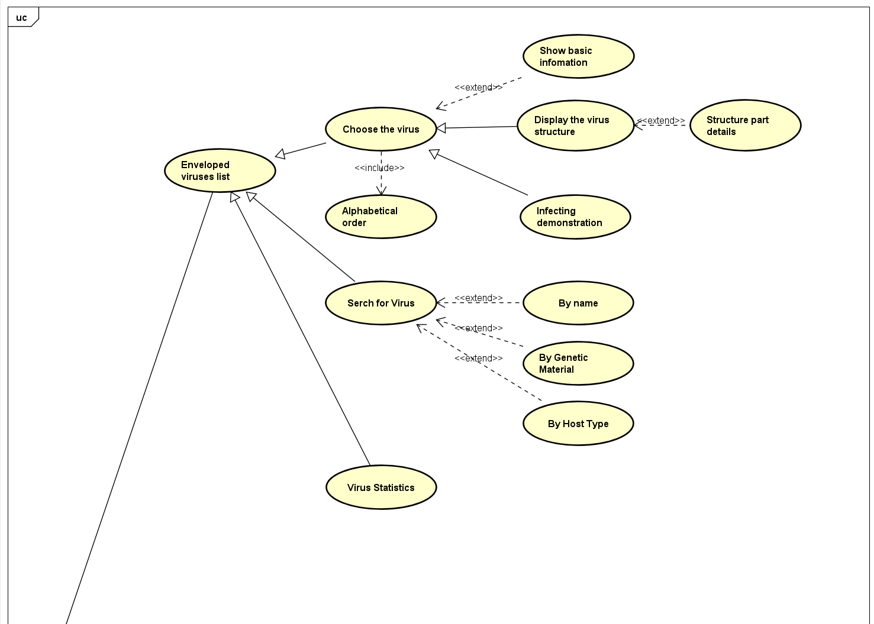 uc
Show basic
infomation
<<extend>>
Choose the virus
Display the virus
structure
<<extend>>
Structure part
details
Enveloped
viruses list
<<include>>
Alphabetical
order
Infecting
demonstration
Serch for Virus
<<extend>>
By name
<<extend>>
By Genetic
Material
<<extend>>
By Host Type
Virus Statistics